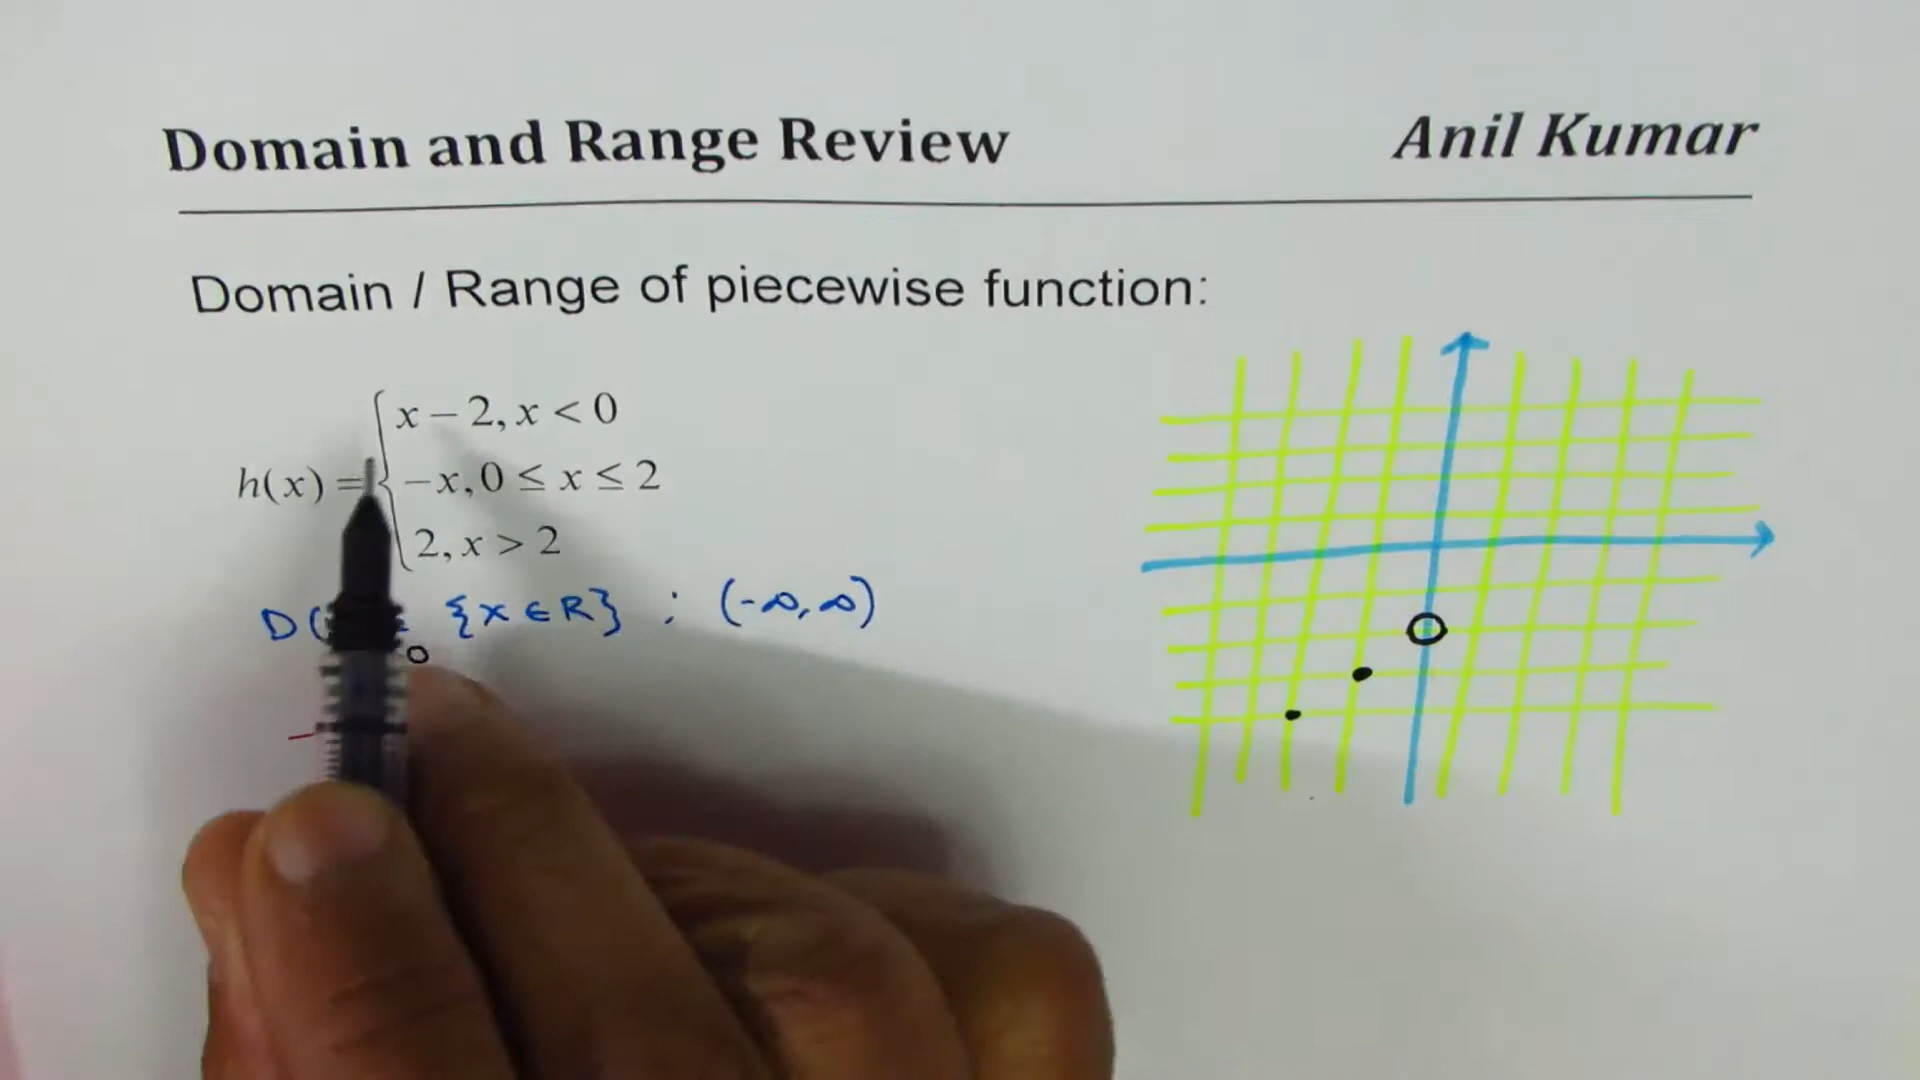 Domain and Range Review Anil Kumar
Domain / Range of piecewise function:
x − 2, x < 0
h(x) = −x, 0 ≤ x ≤ 2
2, x > 2
D( {x ∈ R} ; (-∞, ∞)